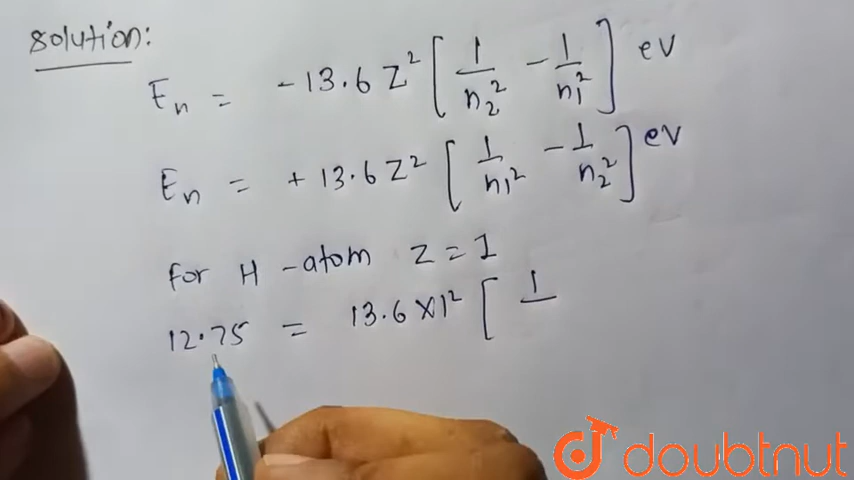 Solution:
En = -13.6 Z² [ 1/n₂² - 1/n₁² ] ev
En = + 13.6 Z² [ 1/n₁² - 1/n₂² ] ev
for H - atom Z = 1
12.75 = 13.6 X 1² [ 1/
doubtnut